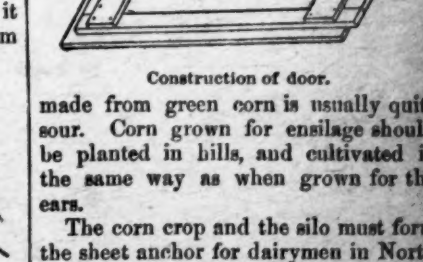 it
m
Construction of door.
made from green corn is usually quit
sour. Corn grown for ensilage shoul
be planted in hills, and cultivated i
the same way as when grown for th
ears.
The corn crop and the silo must for
the sheet anchor for dairymen in Nort